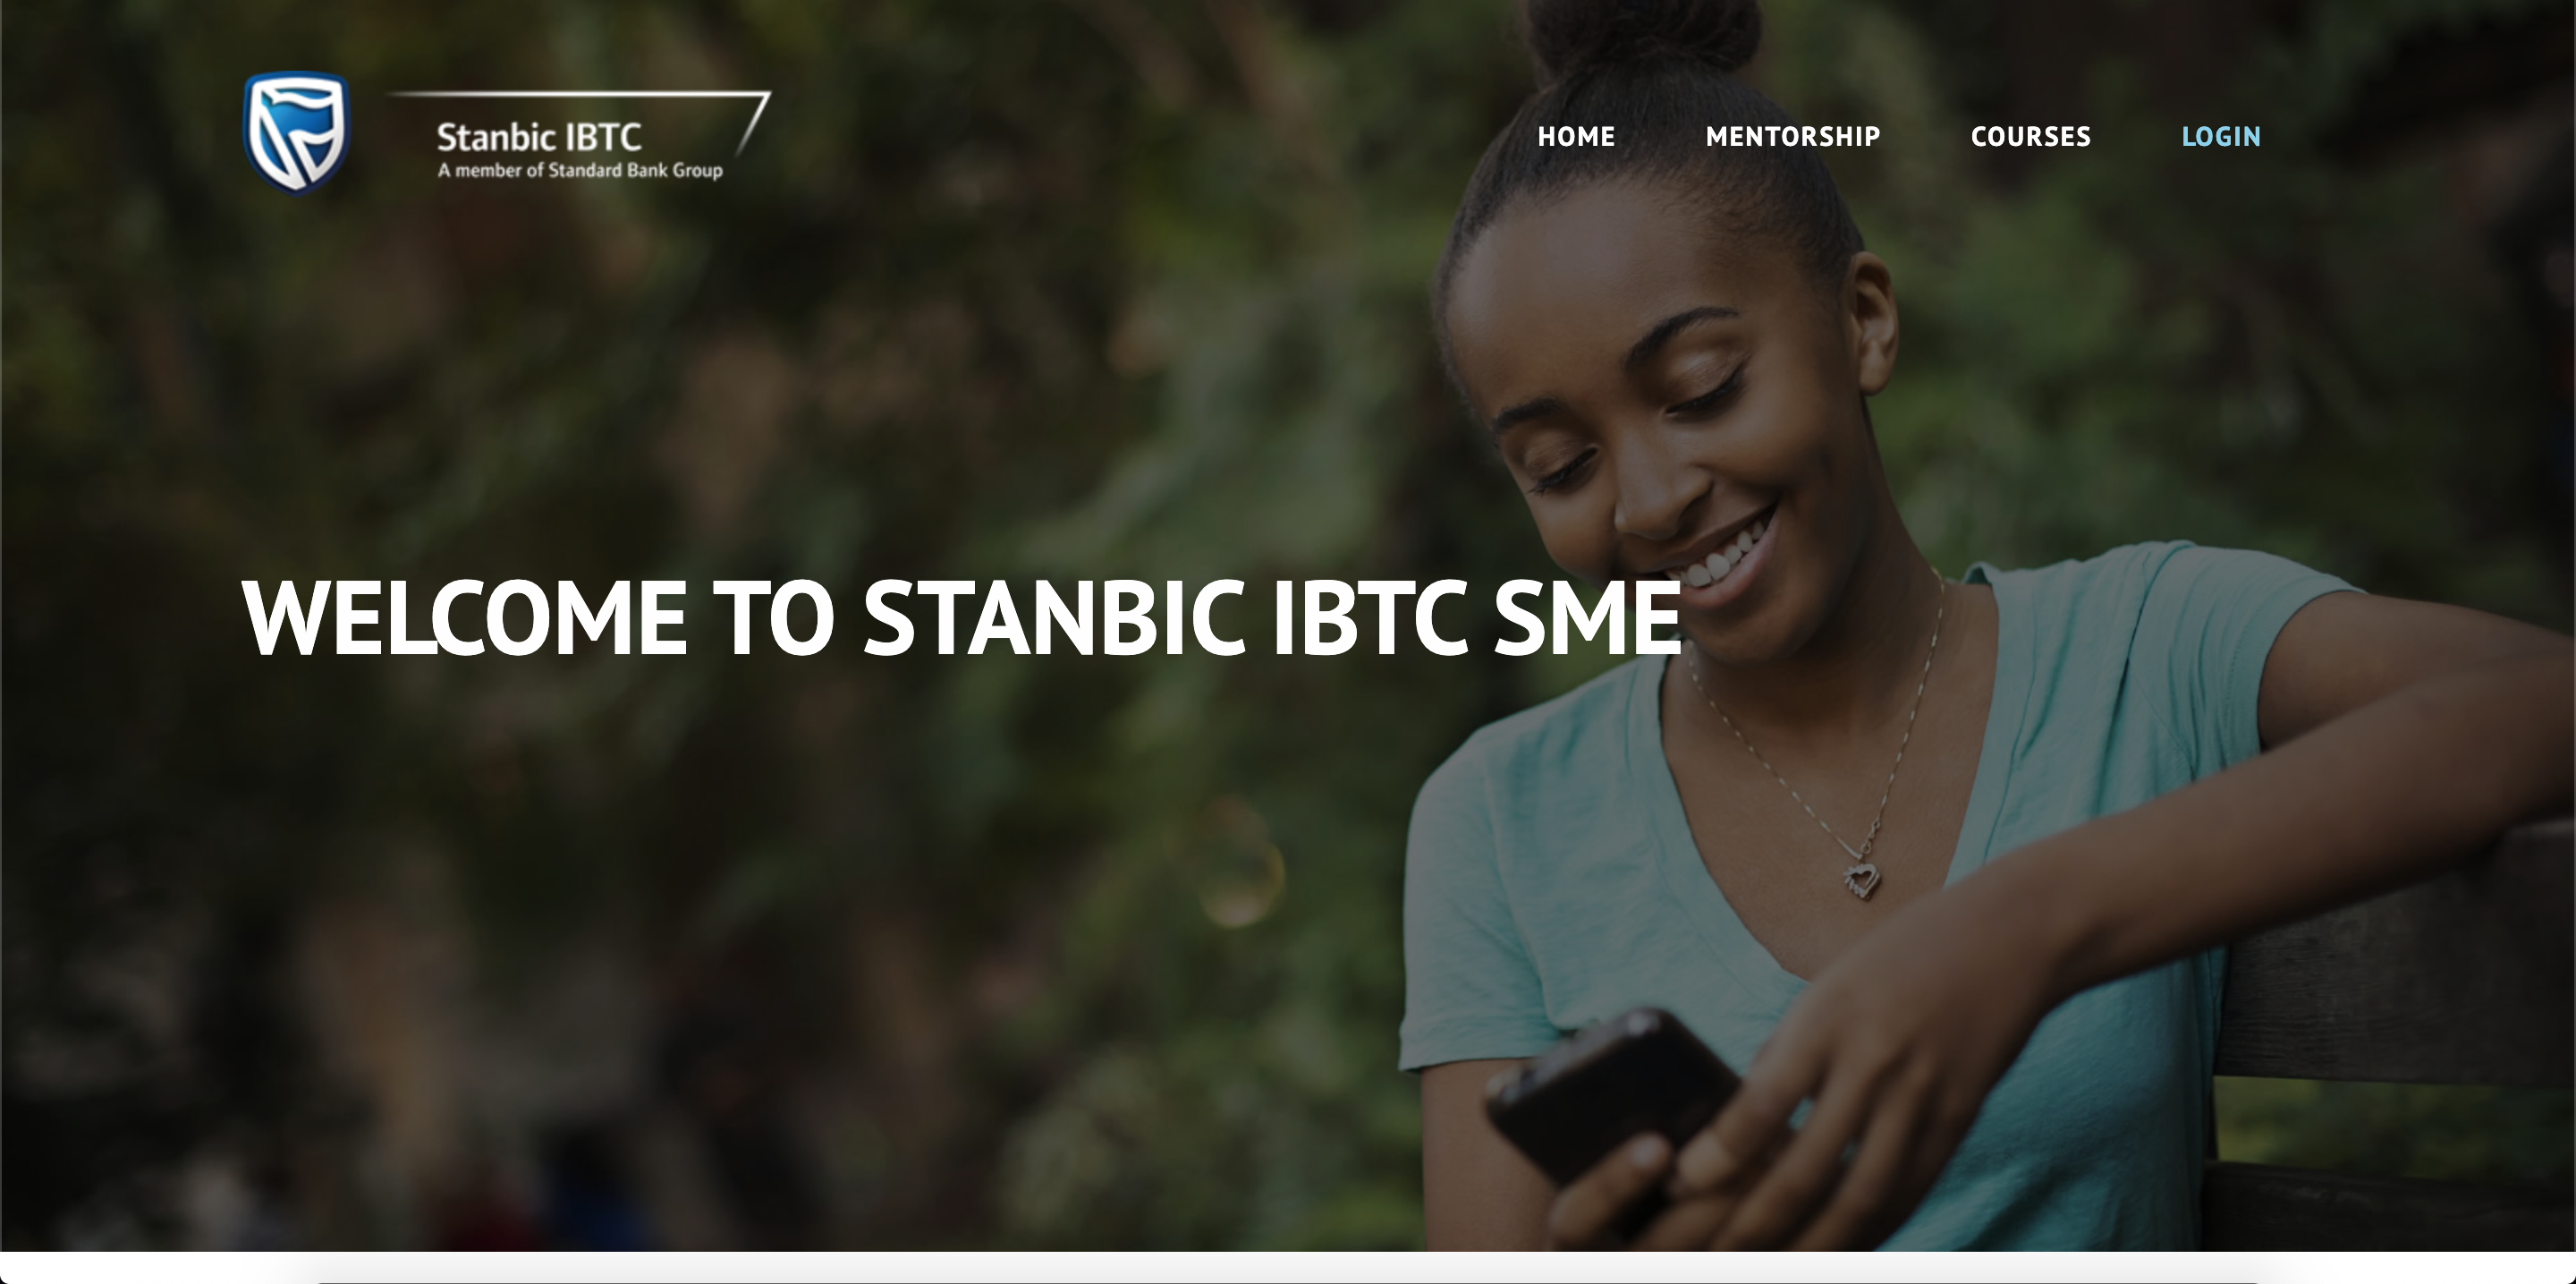 Stanbic IBTC
A member of Standard Bank Group
HOME MENTORSHIP COURSES LOGIN
WELCOME TO STANBIC IBTC SME